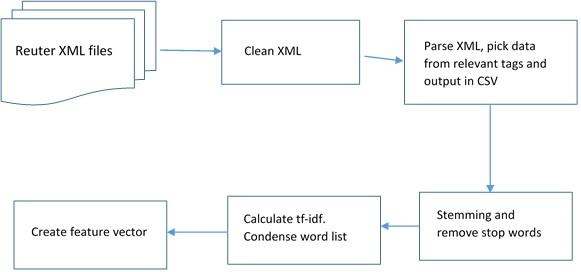 Reuter XML files
Clean XML
Parse XML, pick data
from relevant tags and
output in CSV
Stemming and
remove stop words
Calculate tf-idf.
Condense word list
Create feature vector